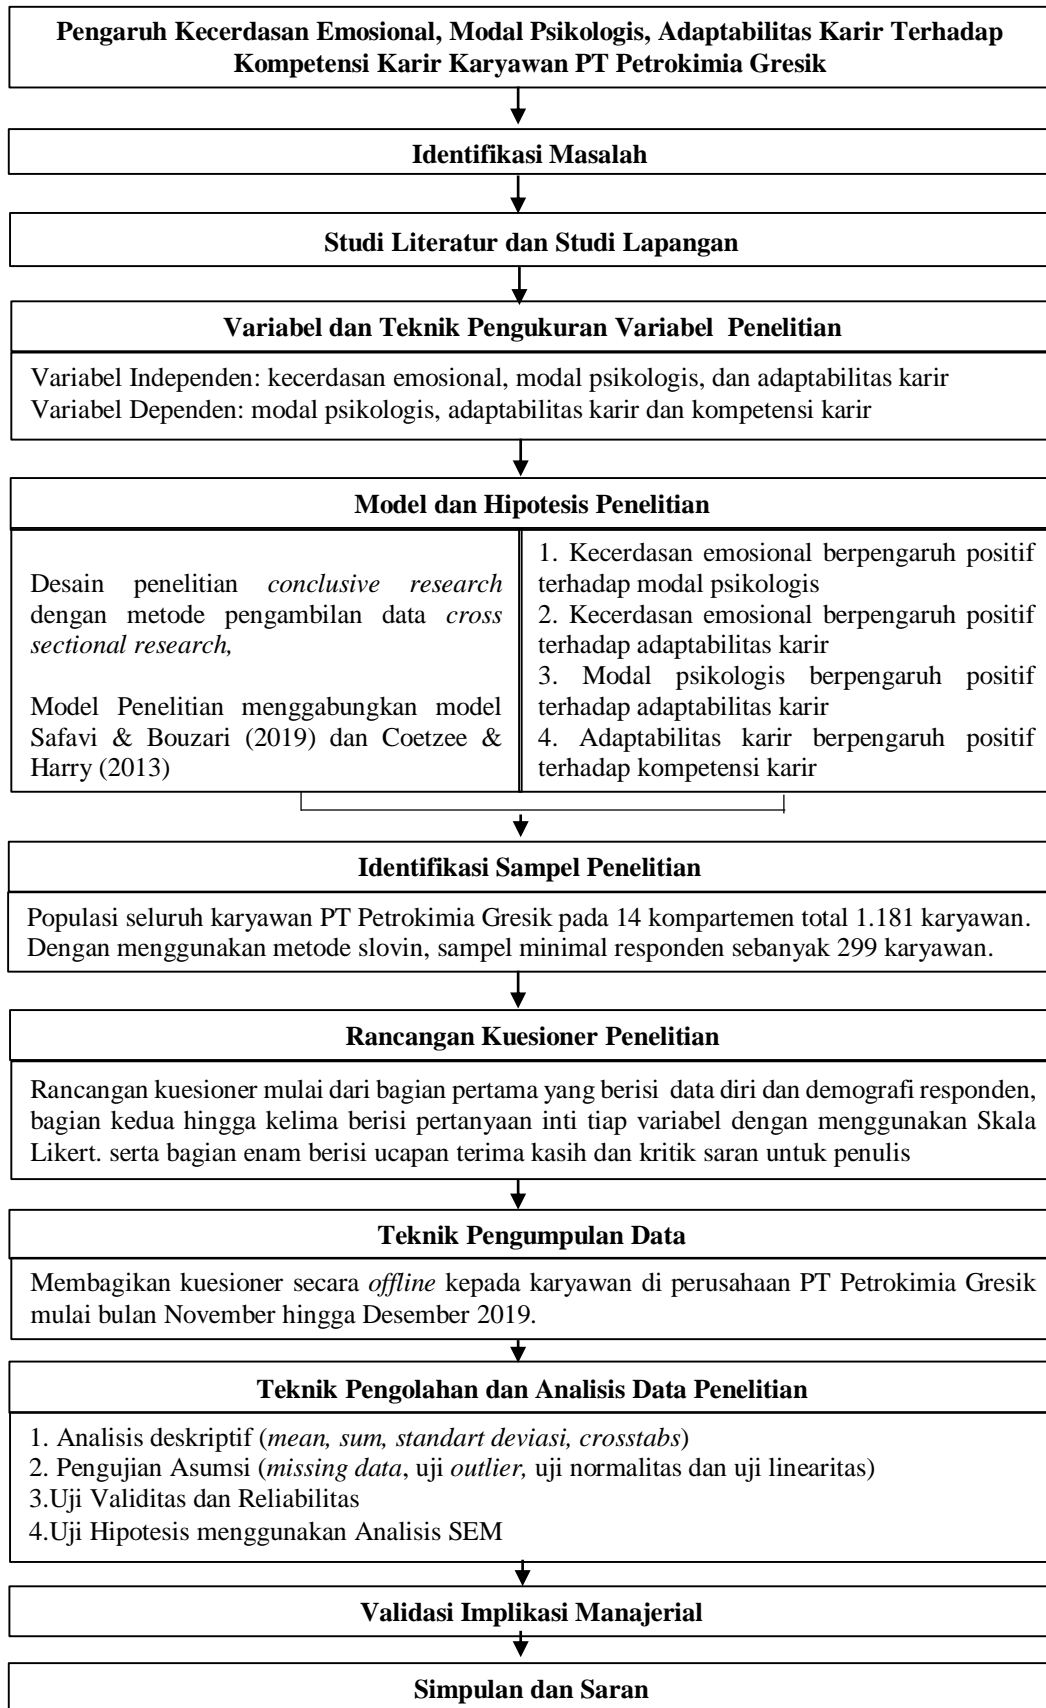 Pengaruh Kecerdasan Emosional, Modal Psikologis, Adaptabilitas Karir Terhadap
Kompetensi Karir Karyawan PT Petrokimia Gresik
Identifikasi Masalah
Studi Literatur dan Studi Lapangan
Variabel dan Teknik Pengukuran Variabel Penelitian
Variabel Independen: kecerdasan emosional, modal psikologis, dan adaptabilitas karir
Variabel Dependen: modal psikologis, adaptabilitas karir dan kompetensi karir
Model dan Hipotesis Penelitian
Desain penelitian conclusive research
dengan metode pengambilan data cross
sectional research,
Model Penelitian menggabungkan model
Safavi & Bouzari (2019) dan Coetzee &
Harry (2013)
1. Kecerdasan emosional berpengaruh positif
terhadap modal psikologis
2. Kecerdasan emosional berpengaruh positif
terhadap adaptabilitas karir
3. Modal psikologis berpengaruh positif
terhadap adaptabilitas karir
4. Adaptabilitas karir berpengaruh positif
terhadap kompetensi karir
Identifikasi Sampel Penelitian
Populasi seluruh karyawan PT Petrokimia Gresik pada 14 kompartemen total 1.181 karyawan.
Dengan menggunakan metode slovin, sampel minimal responden sebanyak 299 karyawan.
Rancangan Kuesioner Penelitian
Rancangan kuesioner mulai dari bagian pertama yang berisi data diri dan demografi responden,
bagian kedua hingga kelima berisi pertanyaan inti tiap variabel dengan menggunakan Skala
Likert. serta bagian enam berisi ucapan terima kasih dan kritik saran untuk penulis
Teknik Pengumpulan Data
Membagikan kuesioner secara offline kepada karyawan di perusahaan PT Petrokimia Gresik
mulai bulan November hingga Desember 2019.
Teknik Pengolahan dan Analisis Data Penelitian
1. Analisis deskriptif (mean, sum, standart deviasi, crosstabs)
2. Pengujian Asumsi (missing data, uji outlier, uji normalitas dan uji linearitas)
3.Uji Validitas dan Reliabilitas
4.Uji Hipotesis menggunakan Analisis SEM
Validasi Implikasi Manajerial
Simpulan dan Saran